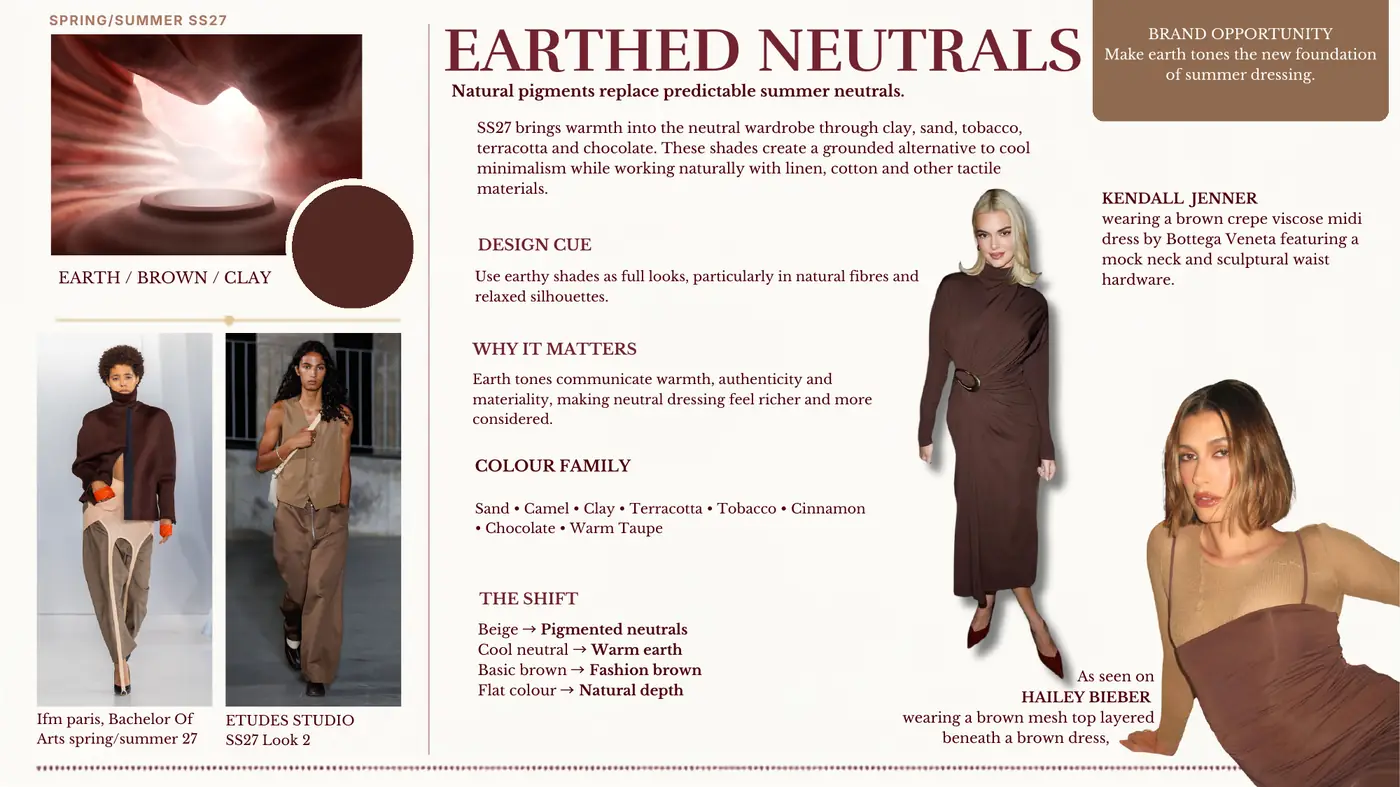 SPRING/SUMMER SS27
EARTH / BROWN / CLAY
Ifm paris, Bachelor Of
Arts spring/summer 27
ETUDES STUDIO
SS27 Look 2
EARTHED NEUTRALS
Natural pigments replace predictable summer neutrals.
SS27 brings warmth into the neutral wardrobe through clay, sand, tobacco,
terracotta and chocolate. These shades create a grounded alternative to cool
minimalism while working naturally with linen, cotton and other tactile
materials.
DESIGN CUE
Use earthy shades as full looks, particularly in natural fibres and
relaxed silhouettes.
WHY IT MATTERS
Earth tones communicate warmth, authenticity and
materiality, making neutral dressing feel richer and more
considered.
COLOUR FAMILY
Sand • Camel • Clay • Terracotta • Tobacco • Cinnamon
• Chocolate • Warm Taupe
THE SHIFT
Beige → Pigmented neutrals
Cool neutral → Warm earth
Basic brown → Fashion brown
Flat colour → Natural depth
BRAND OPPORTUNITY
Make earth tones the new foundation
of summer dressing.
KENDALL JENNER
wearing a brown crepe viscose midi
dress by Bottega Veneta featuring a
mock neck and sculptural waist
hardware.
As seen on
HAILEY BIEBER
wearing a brown mesh top layered
beneath a brown dress,